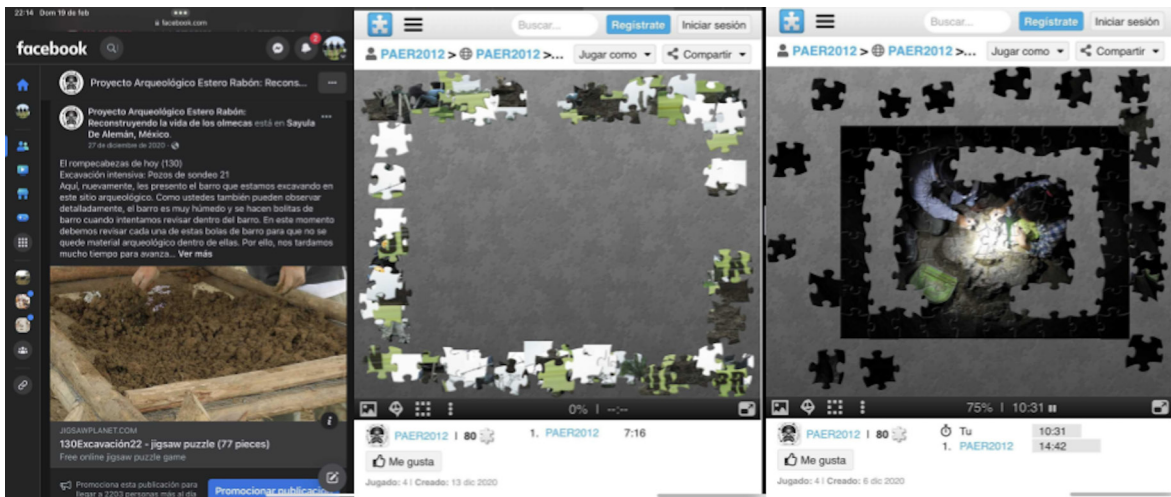 22:14 Dom 19 de feb
facebook.com
facebook
2
Proyecto Arqueológico Estero Rabón: Recons...
Proyecto Arqueológico Estero Rabón:
Reconstruyendo la vida de los olmecas está en Sayula
De Alemán, México.
27 de diciembre de 2020
El rompecabezas de hoy (130)
Excavación intensiva: Pozos de sondeo 21
Aquí, nuevamente, les presento el barro que estamos excavando en
este sitio arqueológico. Como ustedes también pueden observar
detalladamente, el barro es muy húmedo y se hacen bolitas de
barro cuando intentamos revisar dentro del barro. En este momento
debemos revisar cada una de estas bolas de barro para que no se
quede material arqueológico dentro de ellas. Por ello, nos tardamos
mucho tiempo para avanza... Ver más
JIGSAWPLANET.COM
130Excavación22 - jigsaw puzzle (77 pieces)
Free online jigsaw puzzle game
Promociona esta publicación para
llegar a 2203 personas más al día
Promocionar publicación
Buscar...
Regístrate
Iniciar sesión
PAER2012 > PAER2012 >...
Jugar como
Compartir
0% | --:--
PAER2012 | 80
1. PAER2012 7:16
Me gusta
Jugado: 4 | Creado: 13 dic 2020
Buscar...
Regístrate
Iniciar sesión
PAER2012 > PAER2012 >...
Jugar como
Compartir
75% | 10:31
PAER2012 | 80
Tu 10:31
1. PAER2012 14:42
Me gusta
Jugado: 4 | Creado: 6 dic 2020